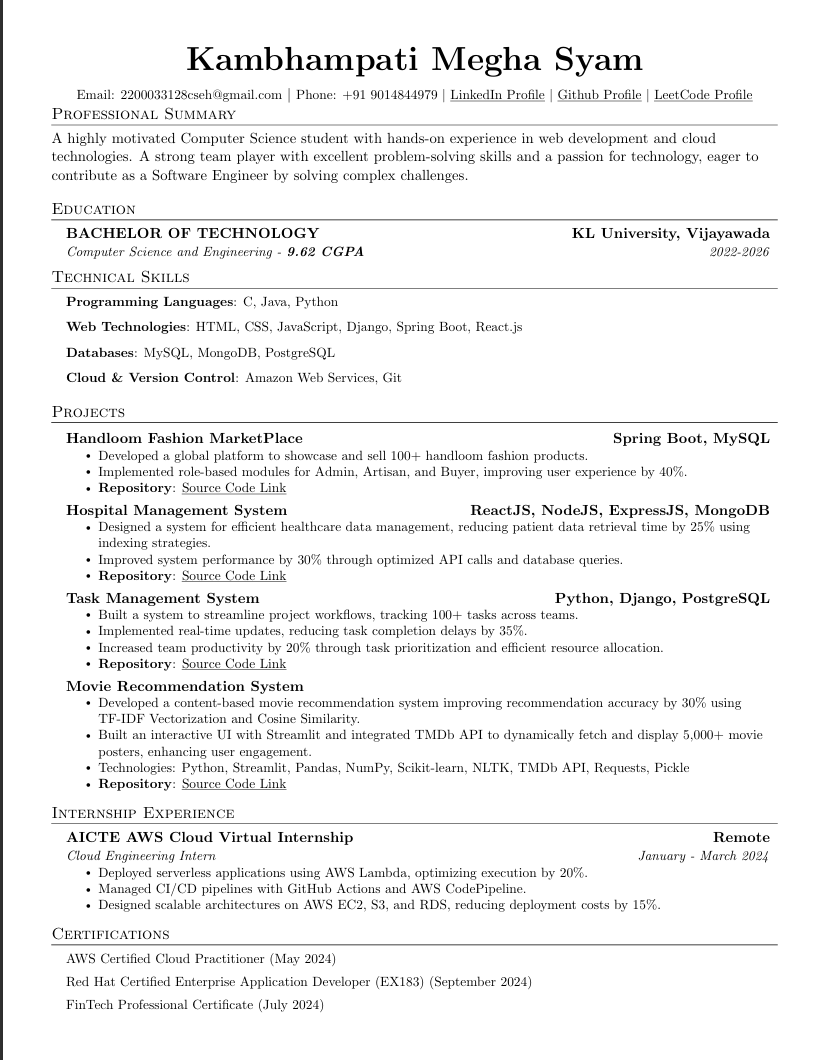 Kambhampati Megha Syam
Email: 2200033128cseh@gmail.com | Phone: +91 9014844979 | LinkedIn Profile | Github Profile | LeetCode Profile
Professional Summary
A highly motivated Computer Science student with hands-on experience in web development and cloud
technologies. A strong team player with excellent problem-solving skills and a passion for technology, eager to
contribute as a Software Engineer by solving complex challenges.
Education
BACHELOR OF TECHNOLOGY KL University, Vijayawada
Computer Science and Engineering - 9.62 CGPA 2022-2026
Technical Skills
Programming Languages: C, Java, Python
Web Technologies: HTML, CSS, JavaScript, Django, Spring Boot, React.js
Databases: MySQL, MongoDB, PostgreSQL
Cloud & Version Control: Amazon Web Services, Git
Projects
Handloom Fashion MarketPlace Spring Boot, MySQL
• Developed a global platform to showcase and sell 100+ handloom fashion products.
• Implemented role-based modules for Admin, Artisan, and Buyer, improving user experience by 40%.
• Repository: Source Code Link
Hospital Management System ReactJS, NodeJS, ExpressJS, MongoDB
• Designed a system for efficient healthcare data management, reducing patient data retrieval time by 25% using
indexing strategies.
• Improved system performance by 30% through optimized API calls and database queries.
• Repository: Source Code Link
Task Management System Python, Django, PostgreSQL
• Built a system to streamline project workflows, tracking 100+ tasks across teams.
• Implemented real-time updates, reducing task completion delays by 35%.
• Increased team productivity by 20% through task prioritization and efficient resource allocation.
• Repository: Source Code Link
Movie Recommendation System
• Developed a content-based movie recommendation system improving recommendation accuracy by 30% using
TF-IDF Vectorization and Cosine Similarity.
• Built an interactive UI with Streamlit and integrated TMDb API to dynamically fetch and display 5,000+ movie
posters, enhancing user engagement.
• Technologies: Python, Streamlit, Pandas, NumPy, Scikit-learn, NLTK, TMDb API, Requests, Pickle
• Repository: Source Code Link
Internship Experience
AICTE AWS Cloud Virtual Internship Remote
Cloud Engineering Intern January - March 2024
• Deployed serverless applications using AWS Lambda, optimizing execution by 20%.
• Managed CI/CD pipelines with GitHub Actions and AWS CodePipeline.
• Designed scalable architectures on AWS EC2, S3, and RDS, reducing deployment costs by 15%.
Certifications
AWS Certified Cloud Practitioner (May 2024)
Red Hat Certified Enterprise Application Developer (EX183) (September 2024)
FinTech Professional Certificate (July 2024)